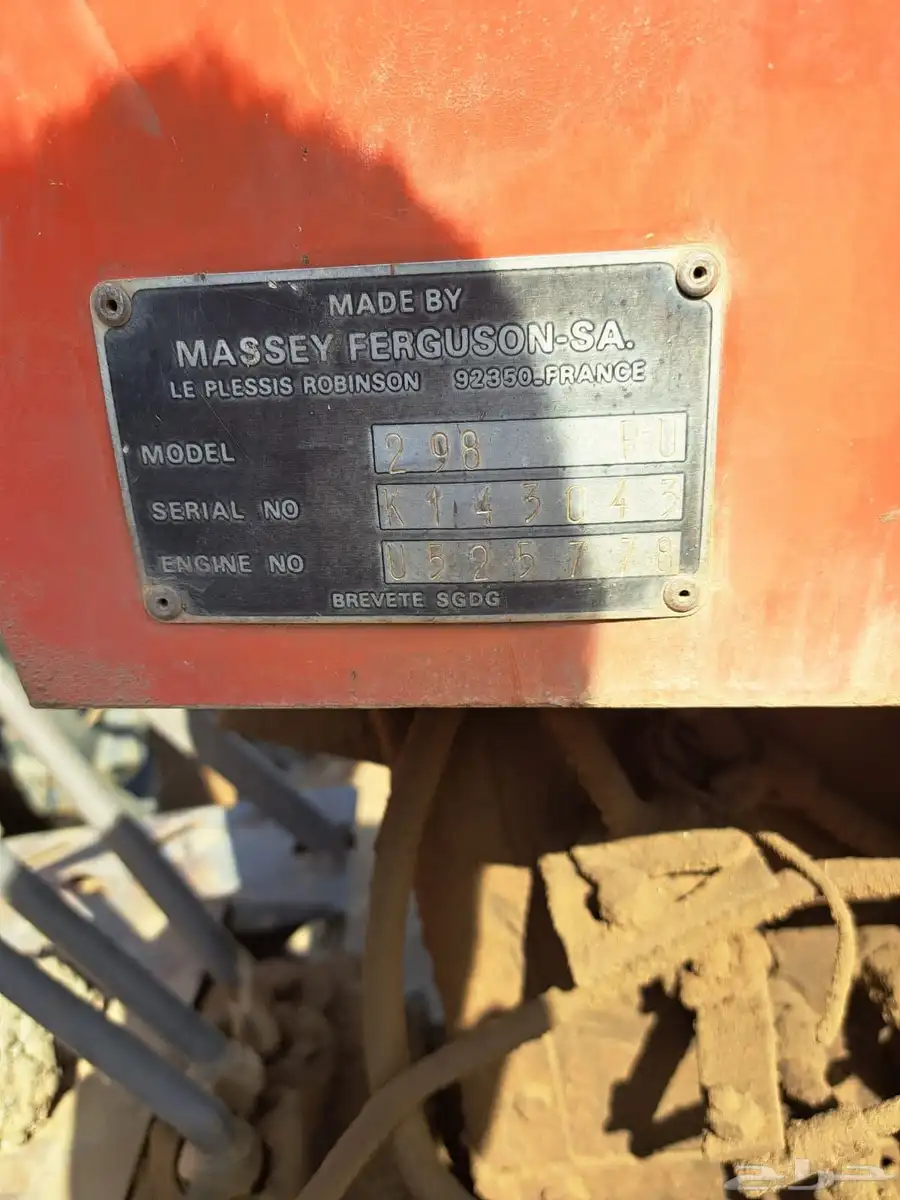 MADE BY
MASSEY FERGUSON-SA.
LE PLESSIS ROBINSON 92350-FRANCE
MODEL 298 P-U
SERIAL NO K143043
ENGINE NO U525778
BREVETE SGDG
حراج